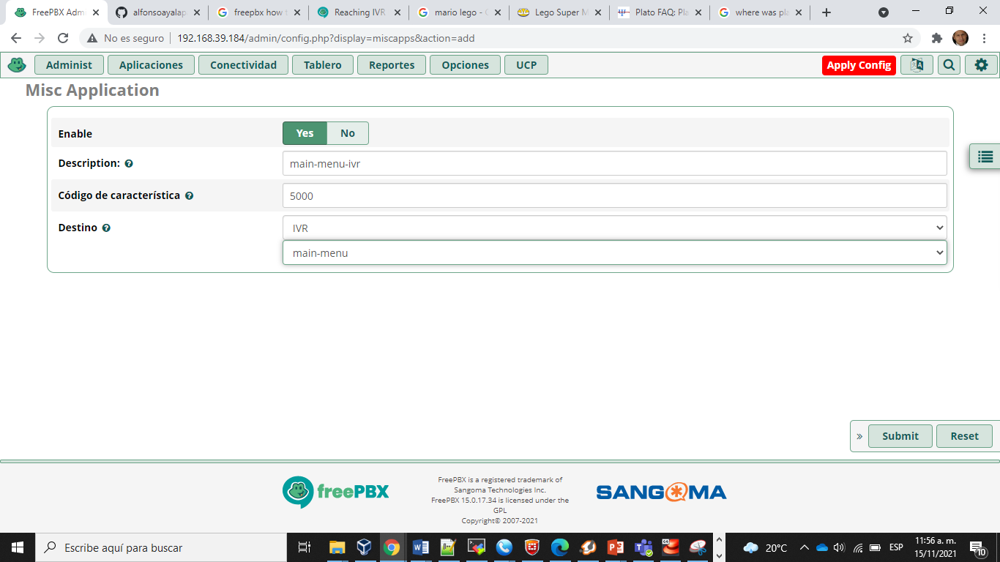 FreePBX Adm
alfonsoayalap
freepbx how
Reaching IVR
mario lego -
Lego Super M
Plato FAQ: Pla
where was pla
No es seguro
192.168.39.184/admin/config.php?display=miscapps&action=add
Administ
Aplicaciones
Conectividad
Tablero
Reportes
Opciones
UCP
Apply Config
Misc Application
Enable
Yes
No
Description:
main-menu-ivr
Código de característica
5000
Destino
IVR
main-menu
Submit
Reset
freePBX
FreePBX is a registered trademark of
Sangoma Technologies Inc.
FreePBX 15.0.17.34 is licensed under the
GPL
Copyright© 2007-2021
SANGOMA
Escribe aquí para buscar
20°C
ESP
11:56 a. m.
15/11/2021
10